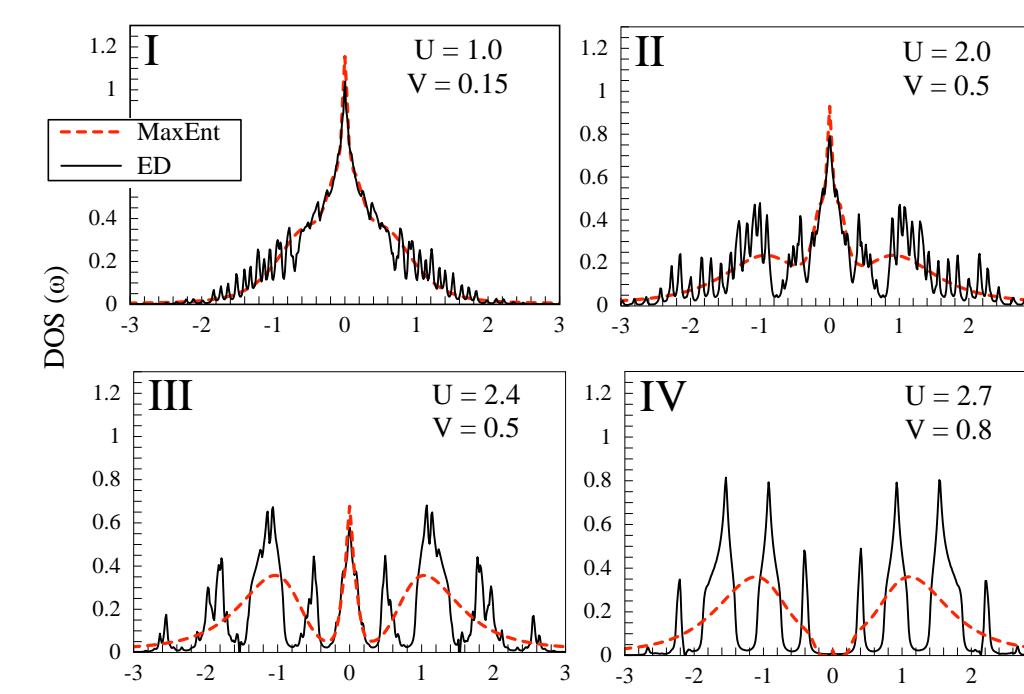 I
U = 1.0
V = 0.15
1.2
1
0.4
0.2
0
-3 -2 -1 0 1 2 3
MaxEnt
ED
II
U = 2.0
V = 0.5
1.2
1
0.8
0.6
0.4
0.2
0
-3 -2 -1 0 1 2
DOS (ω)
III
U = 2.4
V = 0.5
1.2
1
0.8
0.6
0.4
0.2
0
-3 -2 -1 0 1 2 3
IV
U = 2.7
V = 0.8
1.2
1
0.8
0.6
0.4
0.2
0
-3 -2 -1 0 1 2